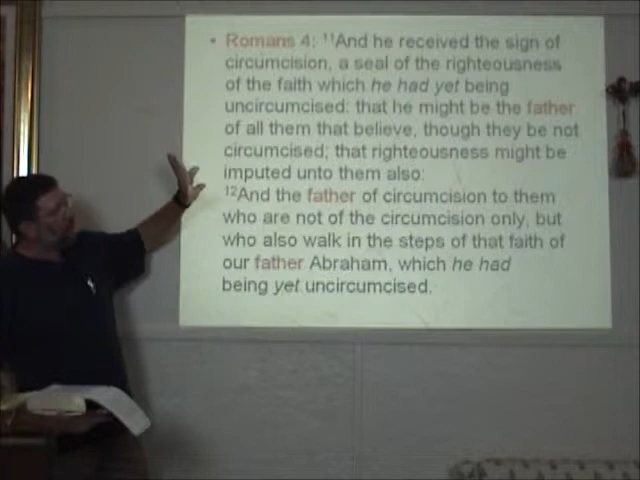 • Romans 4: ¹¹And he received the sign of
circumcision, a seal of the righteousness
of the faith which he had yet being
uncircumcised: that he might be the father
of all them that believe, though they be not
circumcised; that righteousness might be
imputed unto them also:
¹²And the father of circumcision to them
who are not of the circumcision only, but
who also walk in the steps of that faith of
our father Abraham, which he had
being yet uncircumcised.